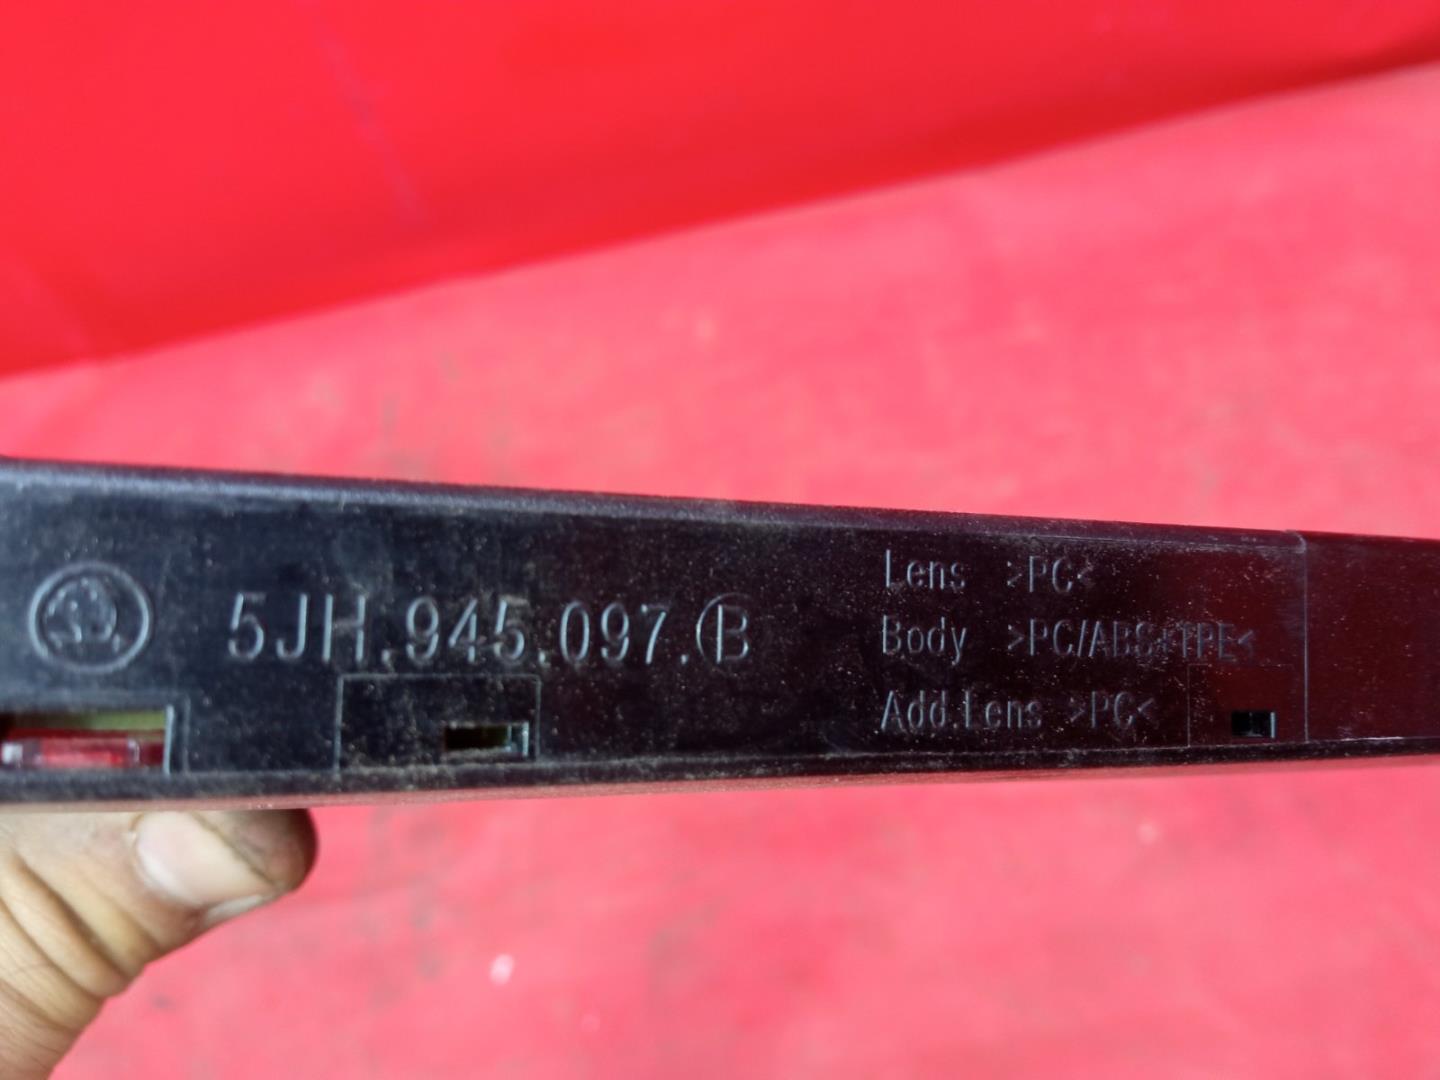 5JH.945.097.Ⓑ
Lens >PC<
Body >PC/ABS+TPE<
Add.Lens >PC<